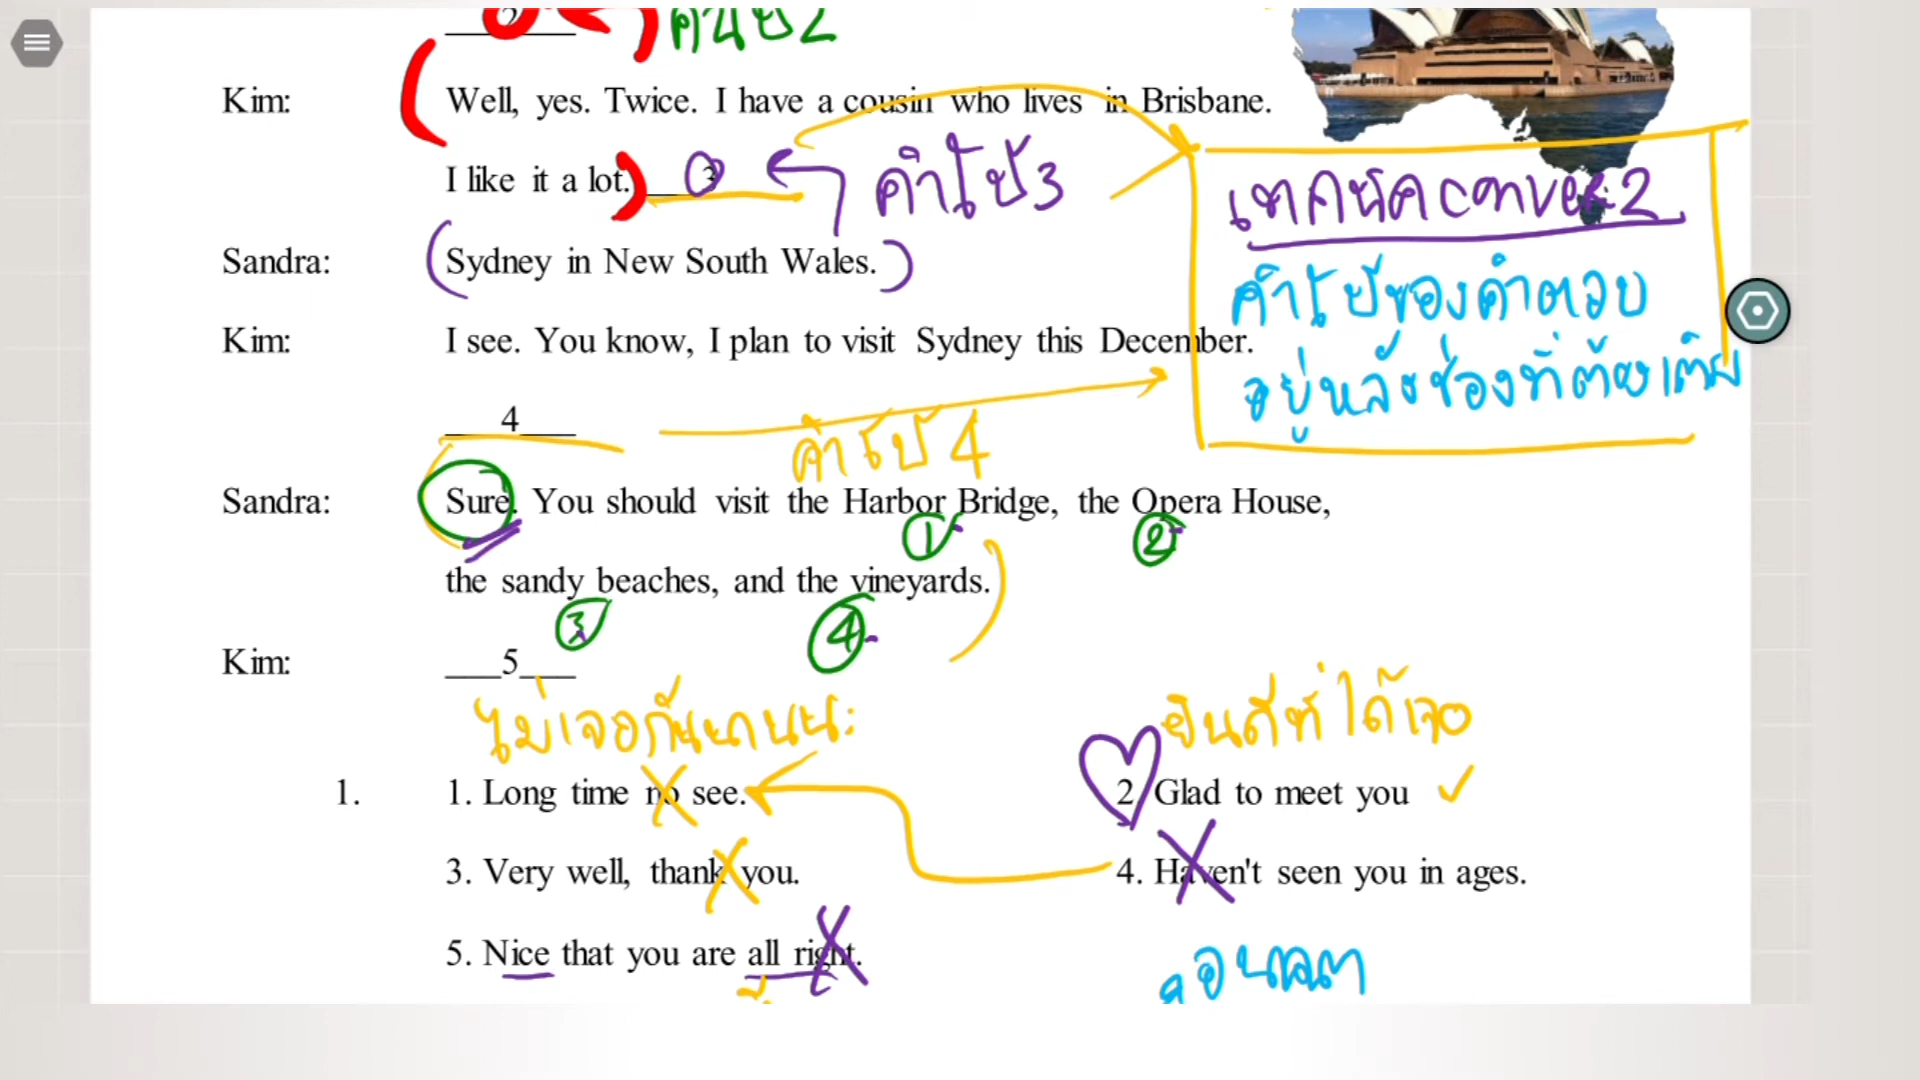 2 คำใบ้2
Kim: Well, yes. Twice. I have a cousin who lives in Brisbane.
I like it a lot. ___3___ คำใบ้3
Sandra: Sydney in New South Wales.
Kim: I see. You know, I plan to visit Sydney this December.
___4___
คำใบ้ 4
เทคนิค conver.2
คำใบ้ของคำตอบ
อยู่หลังช่องที่ต้องเติม
Sandra: Sure. You should visit the Harbor Bridge, the Opera House,
1 2
the sandy beaches, and the vineyards.
3 4
Kim: ___5___
ไม่เจอกันนานนะ ยินดีที่ได้เจอ
1. 1. Long time no see. 2. Glad to meet you
3. Very well, thank you. 4. Haven't seen you in ages.
5. Nice that you are all right.